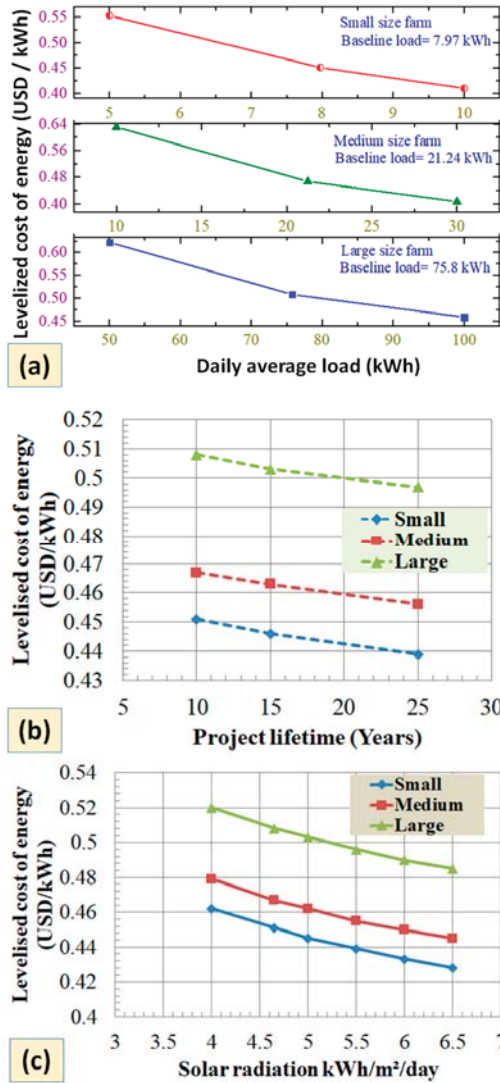 Levelized cost of energy (USD / kWh)
0.55
0.50
0.45
0.40
Small size farm
Baseline load= 7.97 kWh
5 6 7 8 8 9 10
0.64
0.56
0.48
0.40
Medium size farm
Baseline load= 21.24 kWh
10 15 20 25 30
0.60
0.55
0.50
0.45
Large size farm
Baseline load= 75.8 kWh
50 60 70 80 90 100
(a)
Daily average load (kWh)
Levelised cost of energy
(USD/kWh)
0.52
0.51
0.5
0.49
0.48
0.47
0.46
0.45
0.44
0.43
Small
Medium
Large
5 10 15 20 25 30
(b)
Project lifetime (Years)
Levelised cost of energy
(USD/kWh)
0.54
0.52
0.5
0.48
0.46
0.44
0.42
0.4
Small
Medium
Large
3 3.5 4 4.5 5 5.5 6 6.5 7
(c)
Solar radiation kWh/m²/day